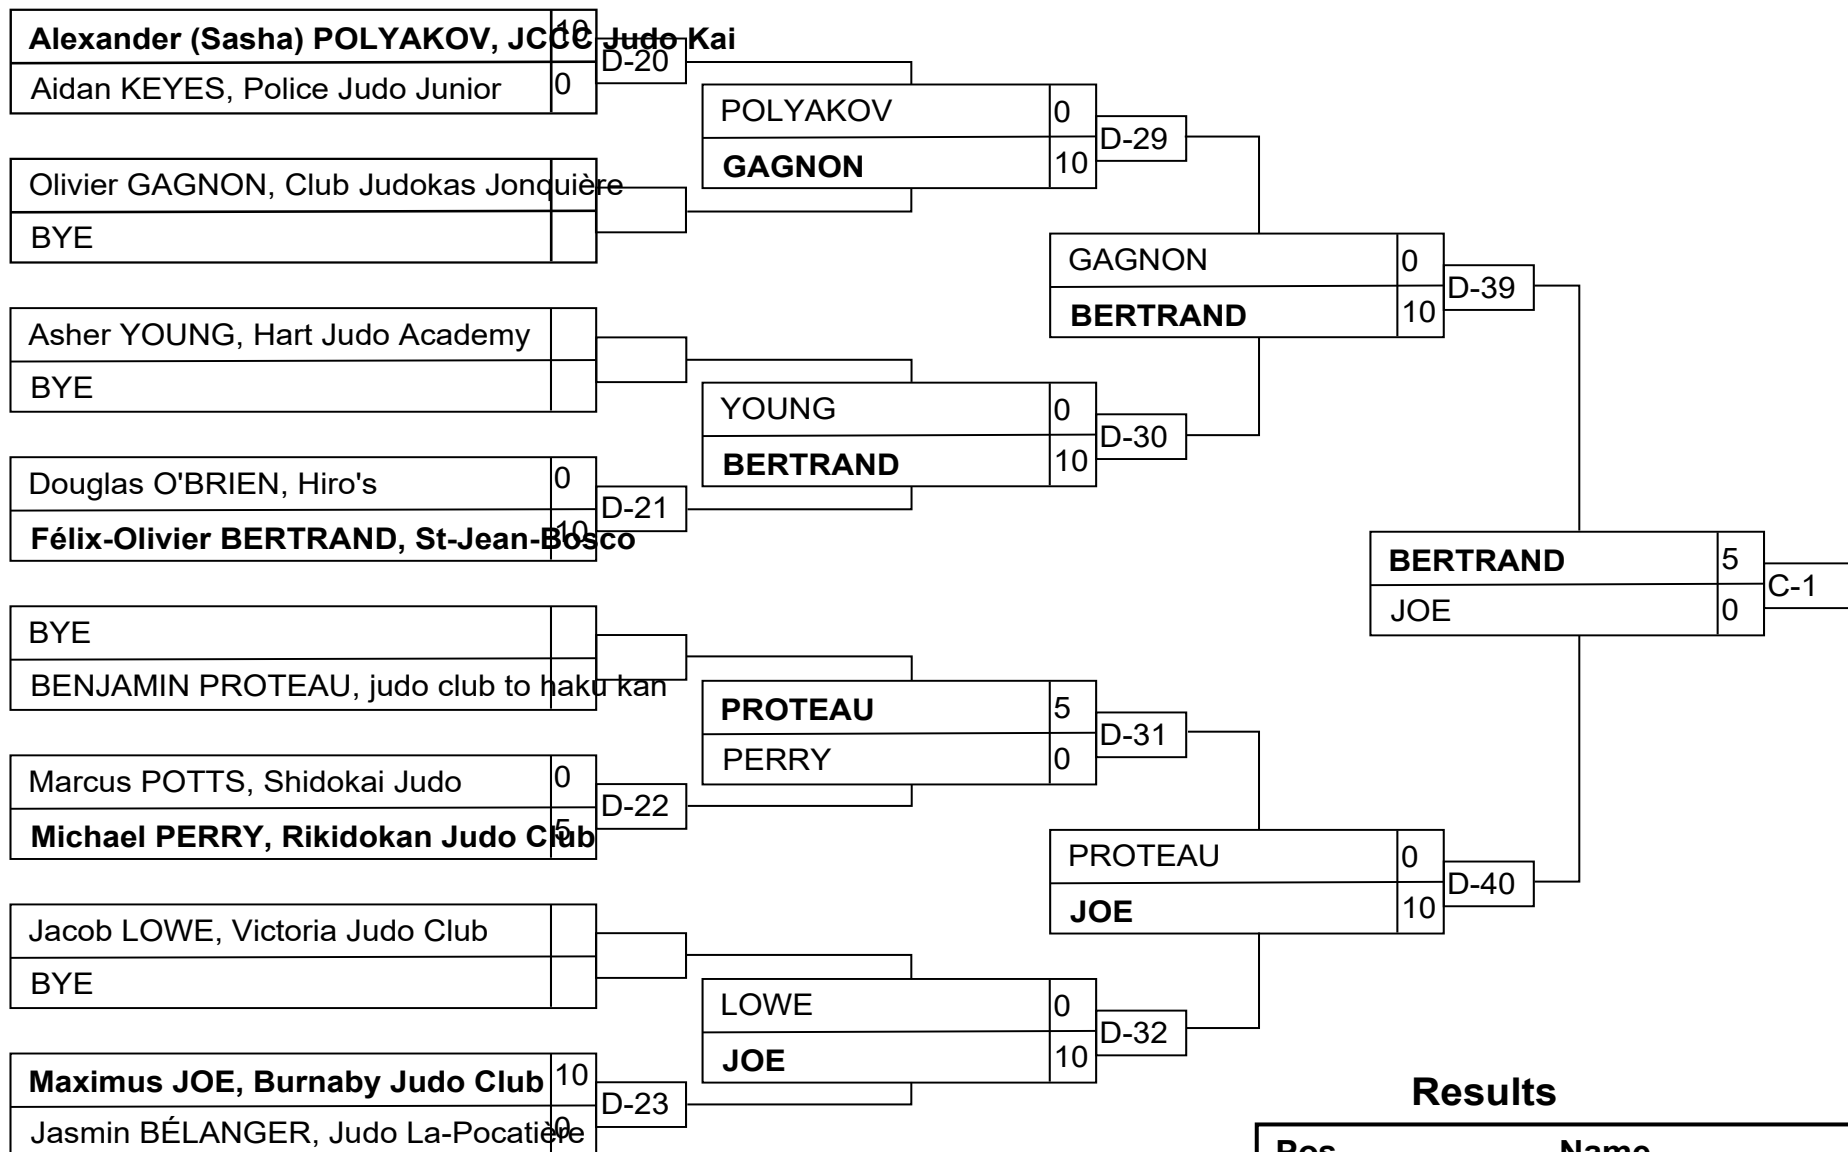 Alexander (Sasha) POLYAKOV, JCCC Judo Kai 10
D-20
Aidan KEYES, Police Judo Junior 0
Olivier GAGNON, Club Judokas Jonquière
BYE
Asher YOUNG, Hart Judo Academy
BYE
Douglas O'BRIEN, Hiro's 0
D-21
Félix-Olivier BERTRAND, St-Jean-Bosco 10
BYE
BENJAMIN PROTEAU, judo club to haku kan
Marcus POTTS, Shidokai Judo 0
D-22
Michael PERRY, Rikidokan Judo Club 5
Jacob LOWE, Victoria Judo Club
BYE
Maximus JOE, Burnaby Judo Club 10
D-23
Jasmin BÉLANGER, Judo La-Pocatière 0
POLYAKOV 0
D-29
GAGNON 10
YOUNG 0
D-30
BERTRAND 10
PROTEAU 5
D-31
PERRY 0
LOWE 0
D-32
JOE 10
GAGNON 0
D-39
BERTRAND 10
PROTEAU 0
D-40
JOE 10
BERTRAND 5
C-1
JOE 0
Results
Pos Name